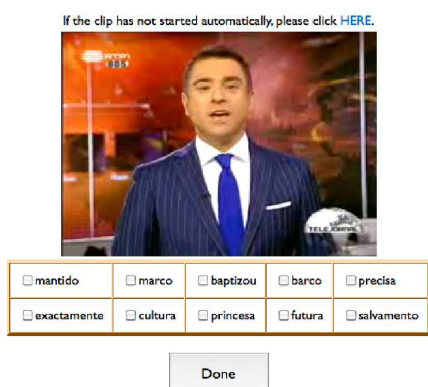 If the clip has not started automatically, please click HERE.
TELEJORNAL
mantido marco baptizou barco precisa
exactamente cultura princesa futura salvamento
Done